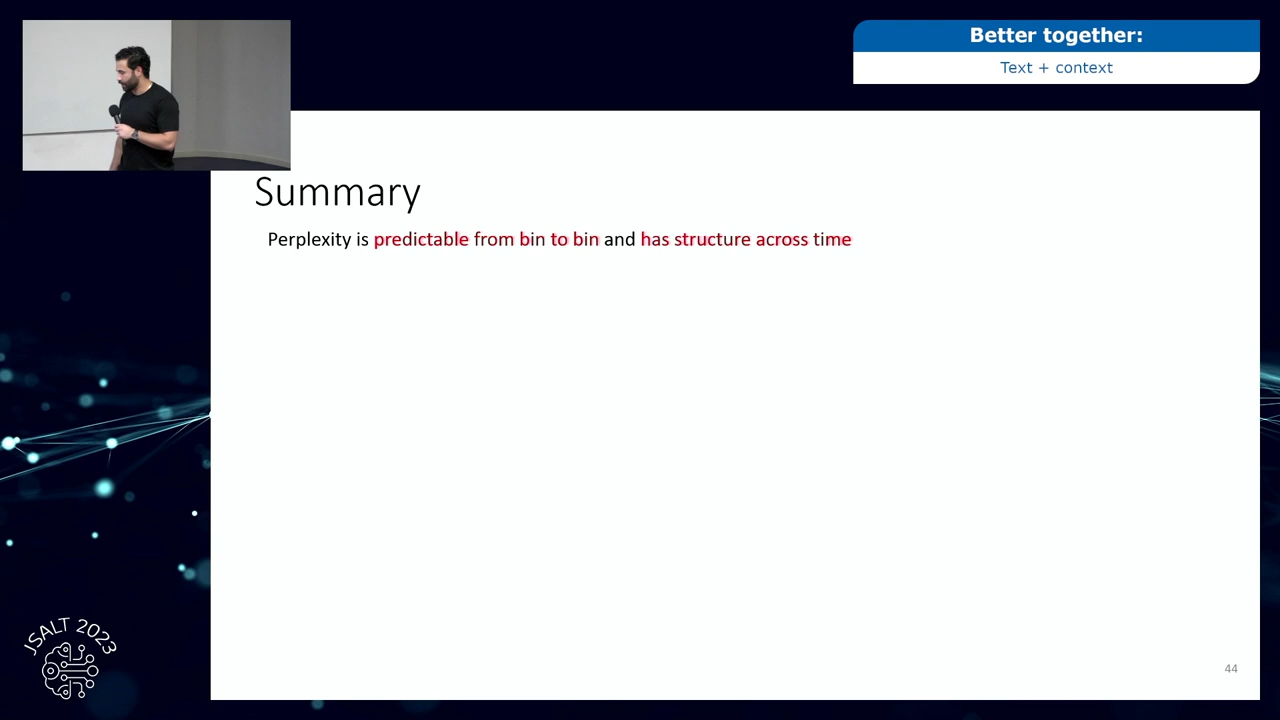 Better together:
Text + context
Summary
Perplexity is predictable from bin to bin and has structure across time
44
JSALT 2023